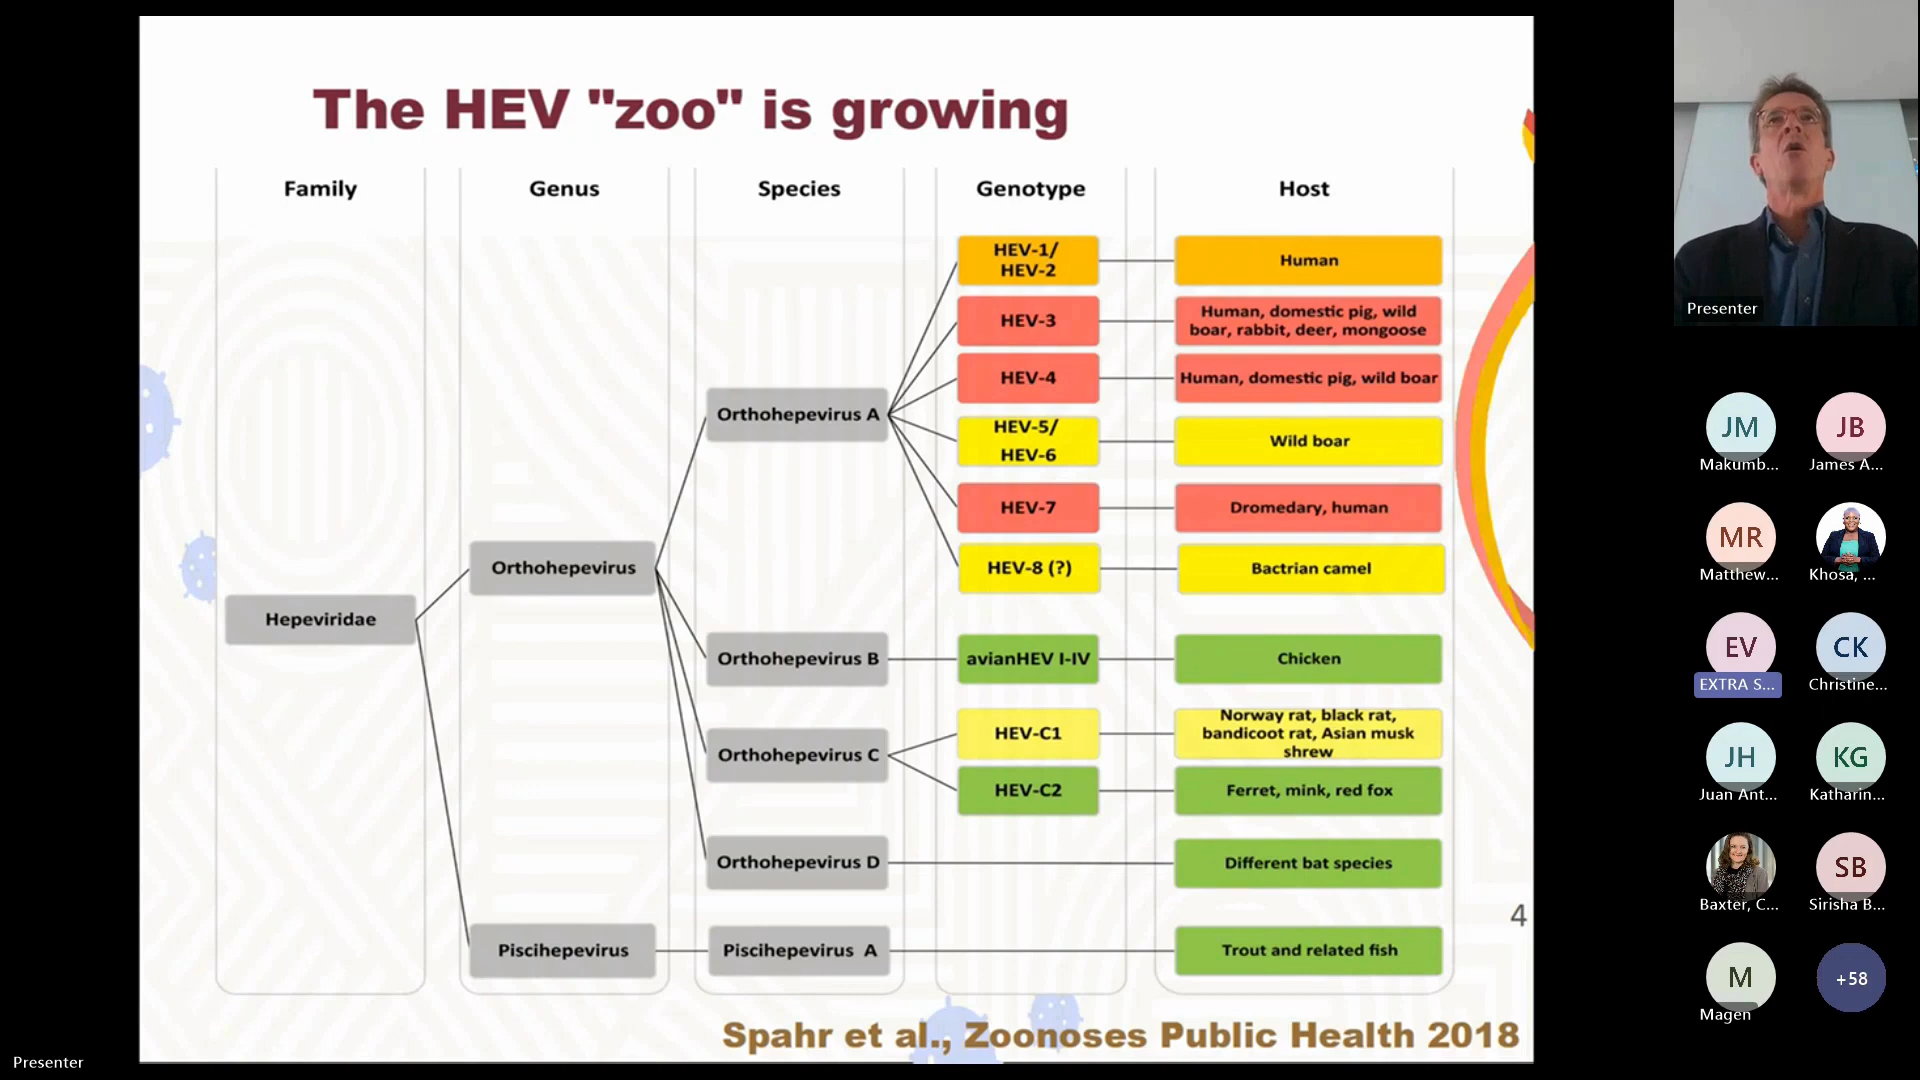 The HEV "zoo" is growing
Family
Genus
Species
Genotype
Host
HEV-1/
HEV-2
Human
HEV-3
Human, domestic pig, wild
boar, rabbit, deer, mongoose
HEV-4
Human, domestic pig, wild boar
Orthohepevirus A
HEV-5/
HEV-6
Wild boar
HEV-7
Dromedary, human
Orthohepevirus
HEV-8 (?)
Bactrian camel
Hepeviridae
Orthohepevirus B
avianHEV I-IV
Chicken
Orthohepevirus C
HEV-C1
Norway rat, black rat,
bandicoot rat, Asian musk
shrew
HEV-C2
Ferret, mink, red fox
Orthohepevirus D
Different bat species
4
Piscihepevirus
Piscihepevirus A
Trout and related fish
Spahr et al., Zoonoses Public Health 2018
Presenter
Presenter
JM
Makumb...
JB
James A...
MR
Matthew...
Khosa, ...
EV
EXTRA S...
CK
Christine...
JH
Juan Ant...
KG
Katharin...
Baxter, C...
SB
Sirisha B...
M
Magen
+58